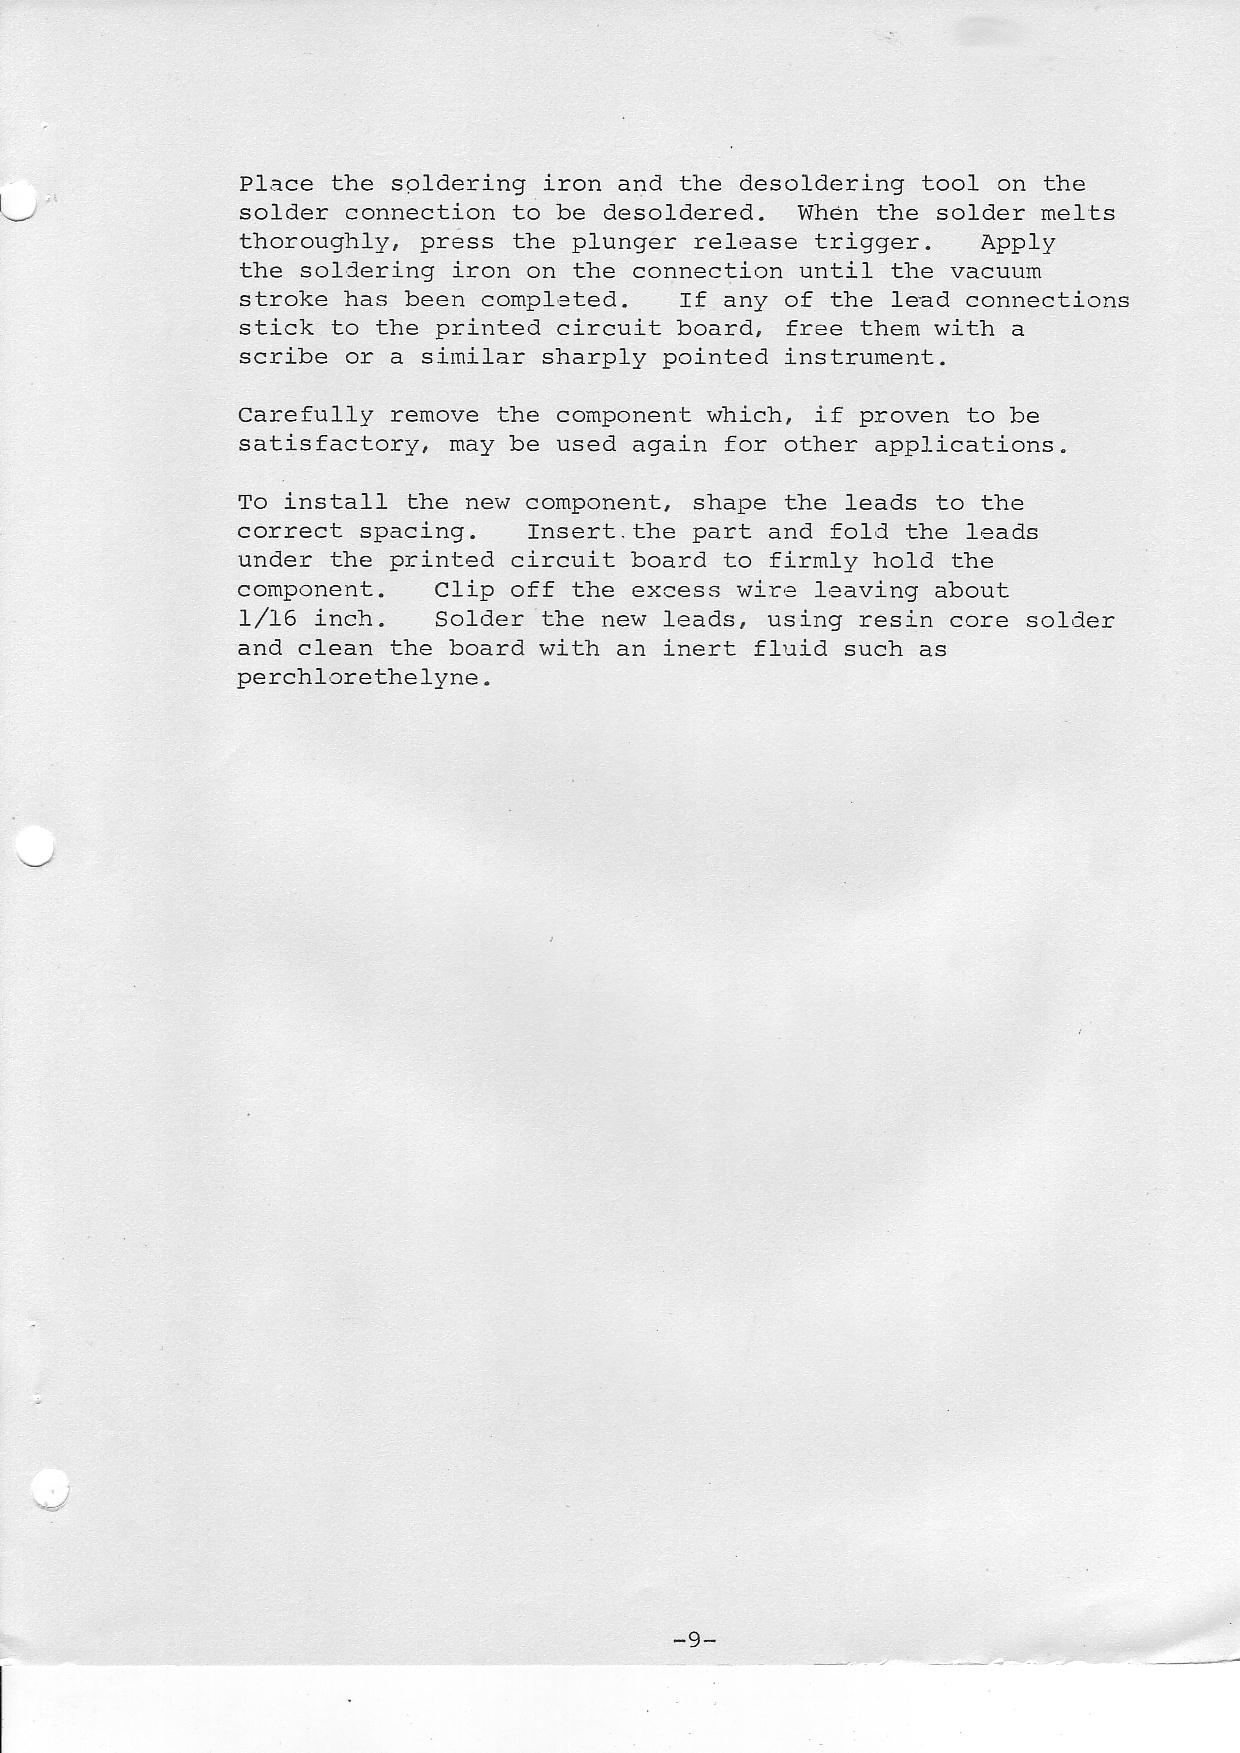 Place the soldering iron and the desoldering tool on the
solder connection to be desoldered.  When the solder melts
thoroughly, press the plunger release trigger.   Apply
the soldering iron on the connection until the vacuum
stroke has been completed.   If any of the lead connections
stick to the printed circuit board, free them with a
scribe or a similar sharply pointed instrument.
Carefully remove the component which, if proven to be
satisfactory, may be used again for other applications.
To install the new component, shape the leads to the
correct spacing.   Insert the part and fold the leads
under the printed circuit board to firmly hold the
component.   Clip off the excess wire leaving about
1/16 inch.   Solder the new leads, using resin core solder
and clean the board with an inert fluid such as
perchlorethelyne.
-9-